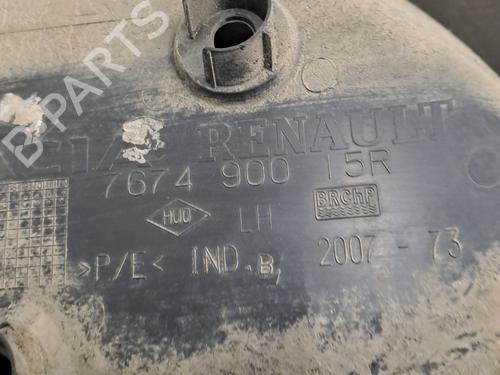 B-PARTS
RENAULT
7674 900 15R
HUO LH BRChP
>P/E< IND.B, 2007-73